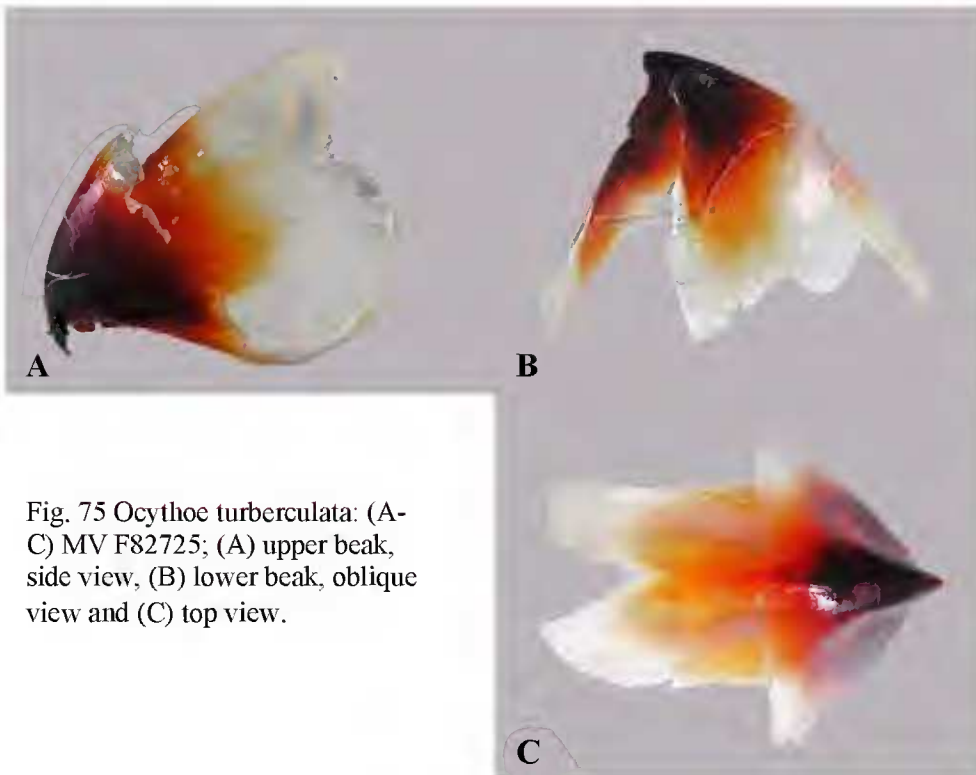 A
B
Fig. 75 Ocythoe turberculata: (A-
C) MV F82725; (A) upper beak,
side view, (B) lower beak, oblique
view and (C) top view.
C